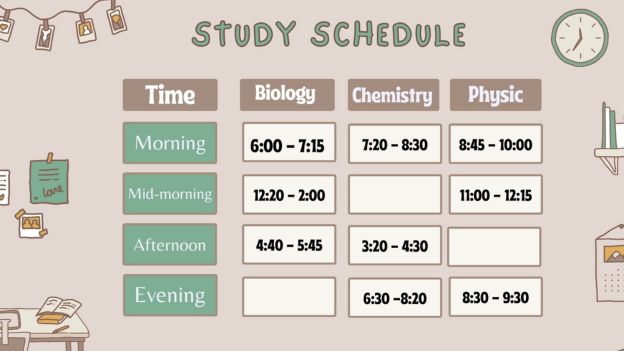 STUDY SCHEDULE
Time Biology Chemistry Physic
Morning 6:00 – 7:15 7:20 – 8:30 8:45 – 10:00
Mid-morning 12:20 – 2:00 11:00 – 12:15
love
Afternoon 4:40 – 5:45 3:20 – 4:30
Evening 6:30 –8:20 8:30 – 9:30